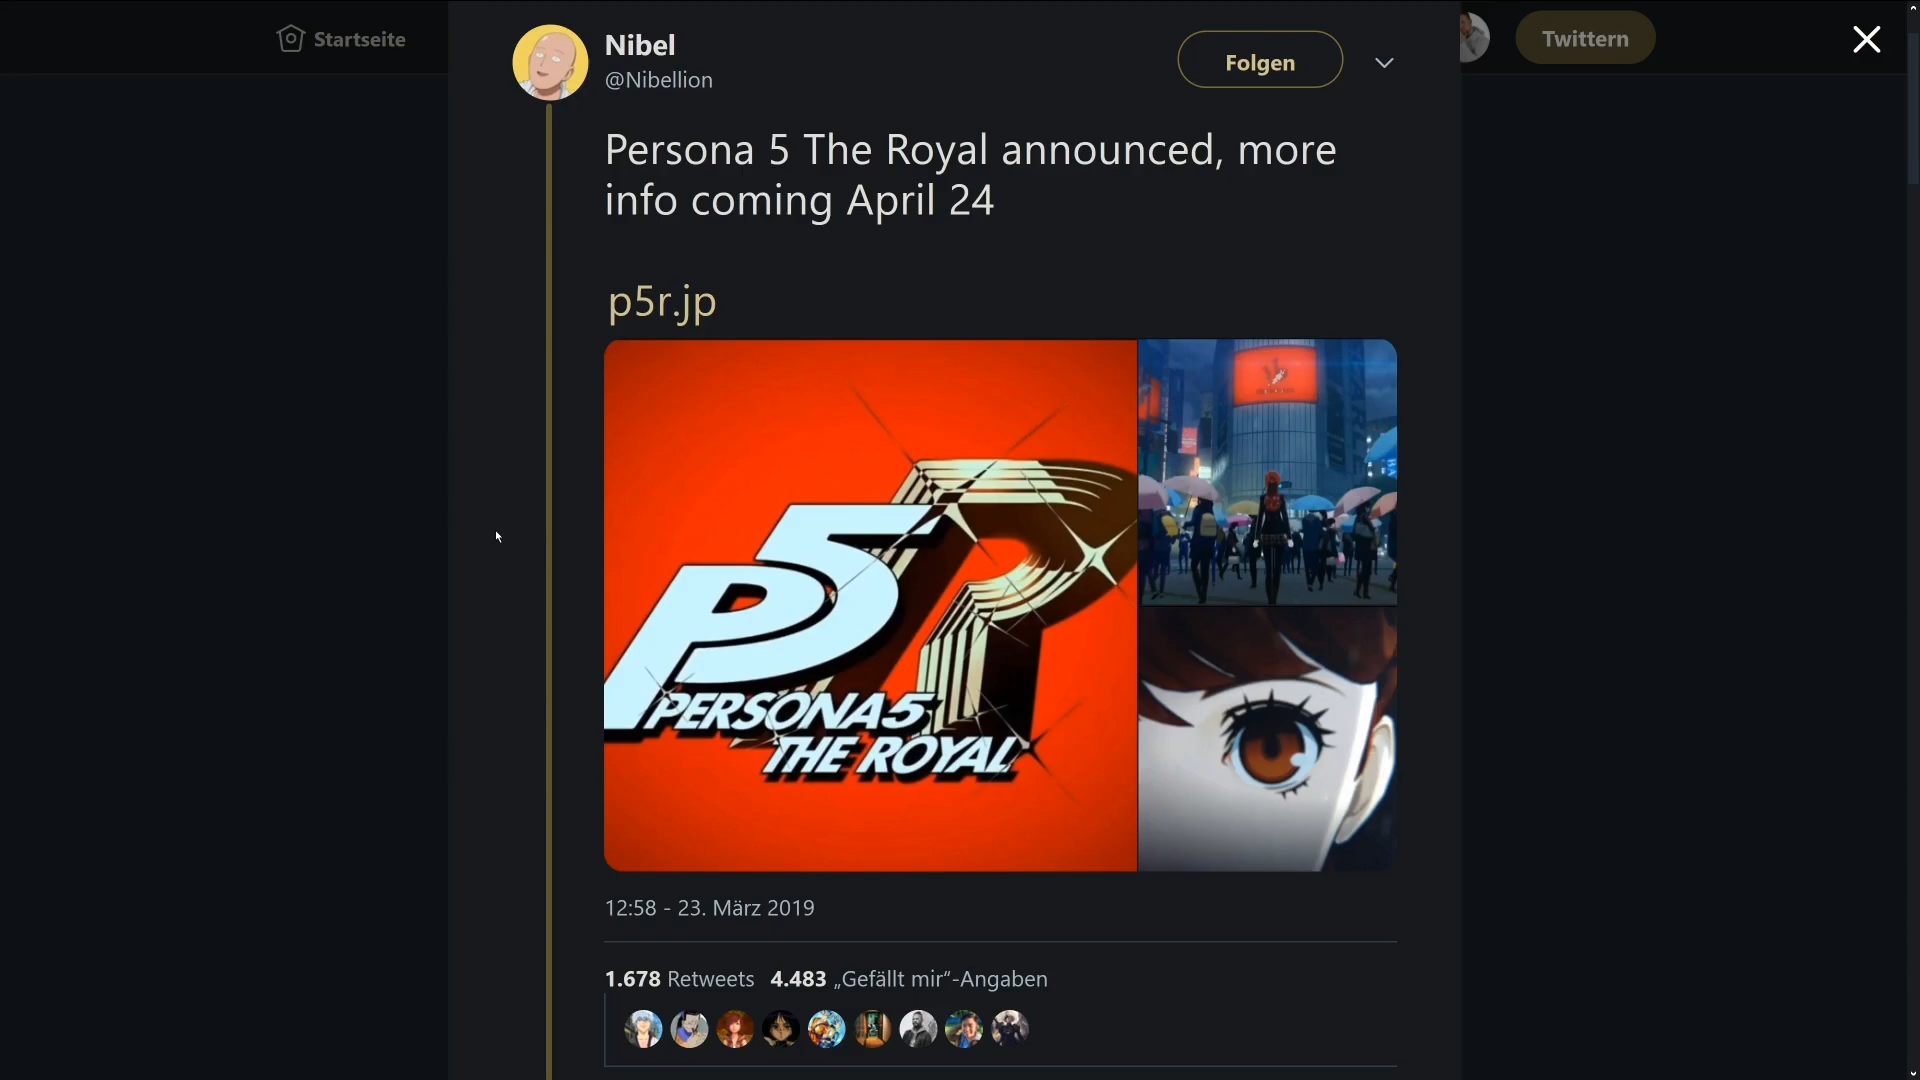 Startseite
Nibel
@Nibellion
Folgen
Twittern
Persona 5 The Royal announced, more
info coming April 24
p5r.jp
P5R
PERSONA5
THE ROYAL
12:58 - 23. März 2019
1.678 Retweets 4.483 „Gefällt mir“-Angaben